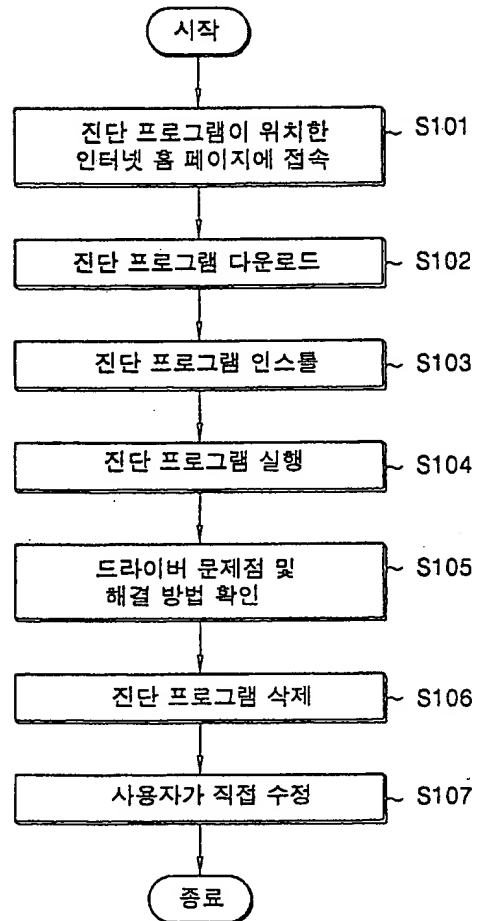 시작
진단 프로그램이 위치한 S101
인터넷 홈 페이지에 접속
진단 프로그램 다운로드 S102
진단 프로그램 인스톨 S103
진단 프로그램 실행 S104
드라이버 문제점 및 S105
해결 방법 확인
진단 프로그램 삭제 S106
사용자가 직접 수정 S107
종료